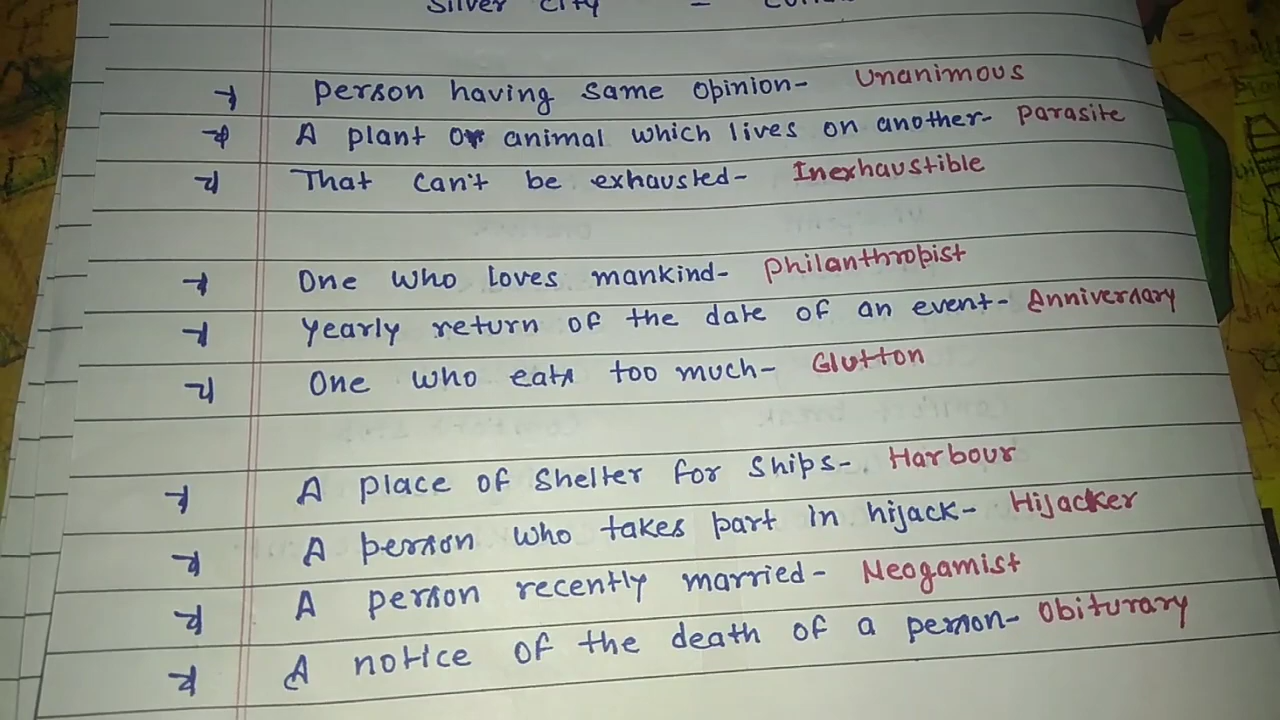 Silver City -
Person having same opinion- Unanimous
A plant or animal which lives on another- Parasite
That can't be exhausted- Inexhaustible
One who loves mankind- Philanthropist
Yearly return of the date of an event- Anniversary
One who eats too much- Glutton
A place of shelter for ships- Harbour
A person who takes part in hijack- Hijacker
A person recently married- Neogamist
A notice of the death of a person- Obiturary